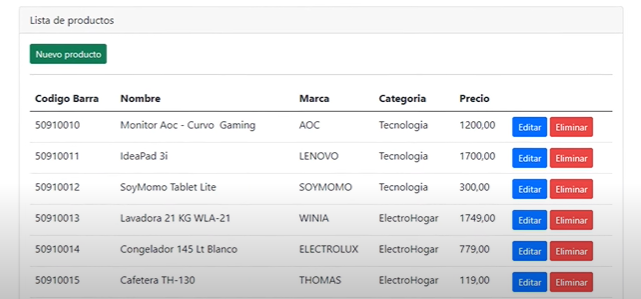 Lista de productos
Nuevo producto
Codigo Barra Nombre Marca Categoria Precio
50910010 Monitor Aoc - Curvo Gaming AOC Tecnologia 1200,00 Editar Eliminar
50910011 IdeaPad 3i LENOVO Tecnologia 1700,00 Editar Eliminar
50910012 SoyMomo Tablet Lite SOYMOMO Tecnologia 300,00 Editar Eliminar
50910013 Lavadora 21 KG WLA-21 WINIA ElectroHogar 1749,00 Editar Eliminar
50910014 Congelador 145 Lt Blanco ELECTROLUX ElectroHogar 779,00 Editar Eliminar
50910015 Cafetera TH-130 THOMAS ElectroHogar 119,00 Editar Eliminar